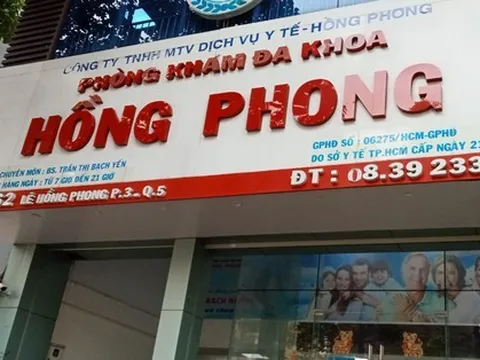 CÔNG TY TNHH MTV DỊCH VỤ Y TẾ - HỒNG PHONG
PHÒNG KHÁM ĐA KHOA
HỒNG PHONG
CHUYÊN MÔN : BS. TRẦN THỊ BẠCH YẾN
HÀNG NGÀY : TỪ 7 GIỜ ĐẾN 21 GIỜ
GPHĐ SỐ : 06275/HCM-GPHĐ
DO SỞ Y TẾ TP.HCM CẤP NGÀY
52 LÊ HỒNG PHONG P.3 - Q.5
ĐT : 08.39 233